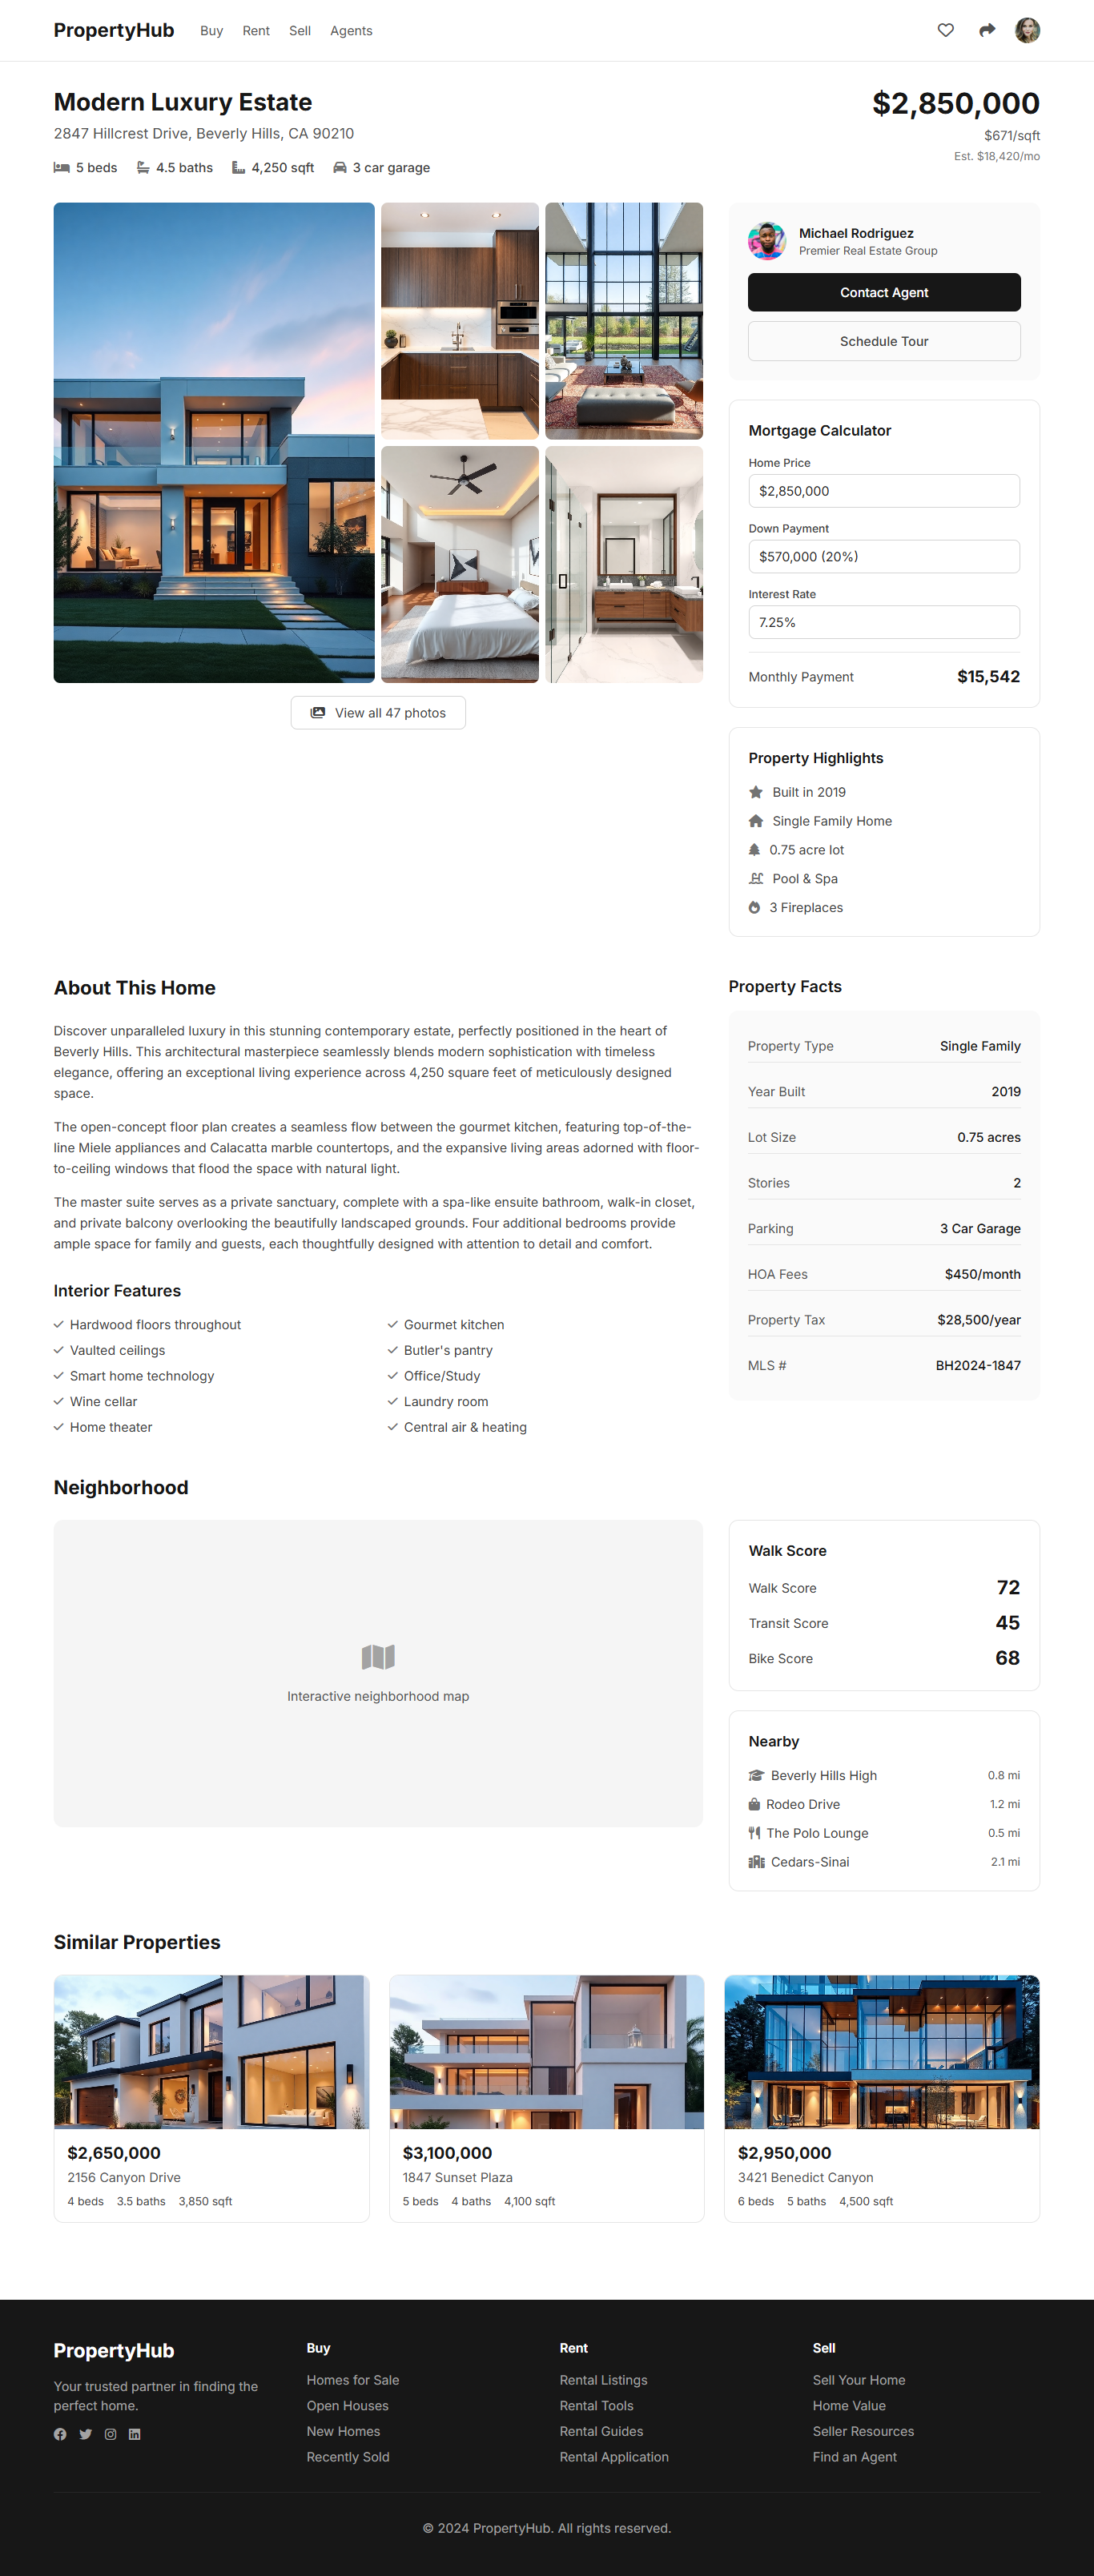 PropertyHub
Buy
Rent
Sell
Agents
Modern Luxury Estate
2847 Hillcrest Drive, Beverly Hills, CA 90210
5 beds
4.5 baths
4,250 sqft
3 car garage
$2,850,000
$671/sqft
Est. $18,420/mo
View all 47 photos
Michael Rodriguez
Premier Real Estate Group
Contact Agent
Schedule Tour
Mortgage Calculator
Home Price
$2,850,000
Down Payment
$570,000 (20%)
Interest Rate
7.25%
Monthly Payment
$15,542
Property Highlights
Built in 2019
Single Family Home
0.75 acre lot
Pool & Spa
3 Fireplaces
About This Home
Discover unparalleled luxury in this stunning contemporary estate, perfectly positioned in the heart of
Beverly Hills. This architectural masterpiece seamlessly blends modern sophistication with timeless
elegance, offering an exceptional living experience across 4,250 square feet of meticulously designed
space.
The open-concept floor plan creates a seamless flow between the gourmet kitchen, featuring top-of-the-
line Miele appliances and Calacatta marble countertops, and the expansive living areas adorned with floor-
to-ceiling windows that flood the space with natural light.
The master suite serves as a private sanctuary, complete with a spa-like ensuite bathroom, walk-in closet,
and private balcony overlooking the beautifully landscaped grounds. Four additional bedrooms provide
ample space for family and guests, each thoughtfully designed with attention to detail and comfort.
Interior Features
Hardwood floors throughout
Vaulted ceilings
Smart home technology
Wine cellar
Home theater
Gourmet kitchen
Butler's pantry
Office/Study
Laundry room
Central air & heating
Property Facts
Property Type
Single Family
Year Built
2019
Lot Size
0.75 acres
Stories
2
Parking
3 Car Garage
HOA Fees
$450/month
Property Tax
$28,500/year
MLS #
BH2024-1847
Neighborhood
Interactive neighborhood map
Walk Score
Walk Score
72
Transit Score
45
Bike Score
68
Nearby
Beverly Hills High
0.8 mi
Rodeo Drive
1.2 mi
The Polo Lounge
0.5 mi
Cedars-Sinai
2.1 mi
Similar Properties
$2,650,000
2156 Canyon Drive
4 beds
3.5 baths
3,850 sqft
$3,100,000
1847 Sunset Plaza
5 beds
4 baths
4,100 sqft
$2,950,000
3421 Benedict Canyon
6 beds
5 baths
4,500 sqft
PropertyHub
Your trusted partner in finding the
perfect home.
Buy
Homes for Sale
Open Houses
New Homes
Recently Sold
Rent
Rental Listings
Rental Tools
Rental Guides
Rental Application
Sell
Sell Your Home
Home Value
Seller Resources
Find an Agent
© 2024 PropertyHub. All rights reserved.